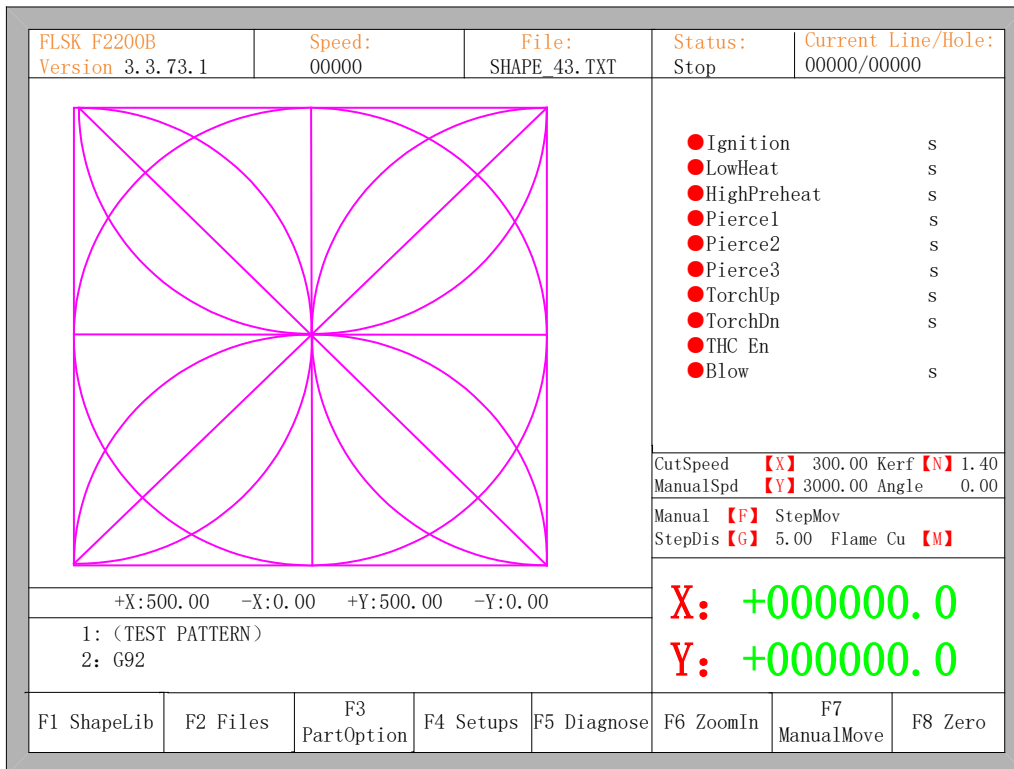 FLSK F2200B
Version 3.3.73.1
Speed:
00000
File:
SHAPE_43.TXT
Status:
Stop
Current Line/Hole:
00000/00000
Ignition s
LowHeat s
HighPreheat s
Pierce1 s
Pierce2 s
Pierce3 s
TorchUp s
TorchDn s
THC En
Blow s
CutSpeed 【X】 300.00 Kerf【N】1.40
ManualSpd 【Y】3000.00 Angle 0.00
Manual 【F】 StepMov
StepDis【G】 5.00 Flame Cu 【M】
+X:500.00 -X:0.00 +Y:500.00 -Y:0.00
1: (TEST PATTERN)
2: G92
X: +000000.0
Y: +000000.0
F1 ShapeLib
F2 Files
F3
PartOption
F4 Setups
F5 Diagnose
F6 ZoomIn
F7
ManualMove
F8 Zero